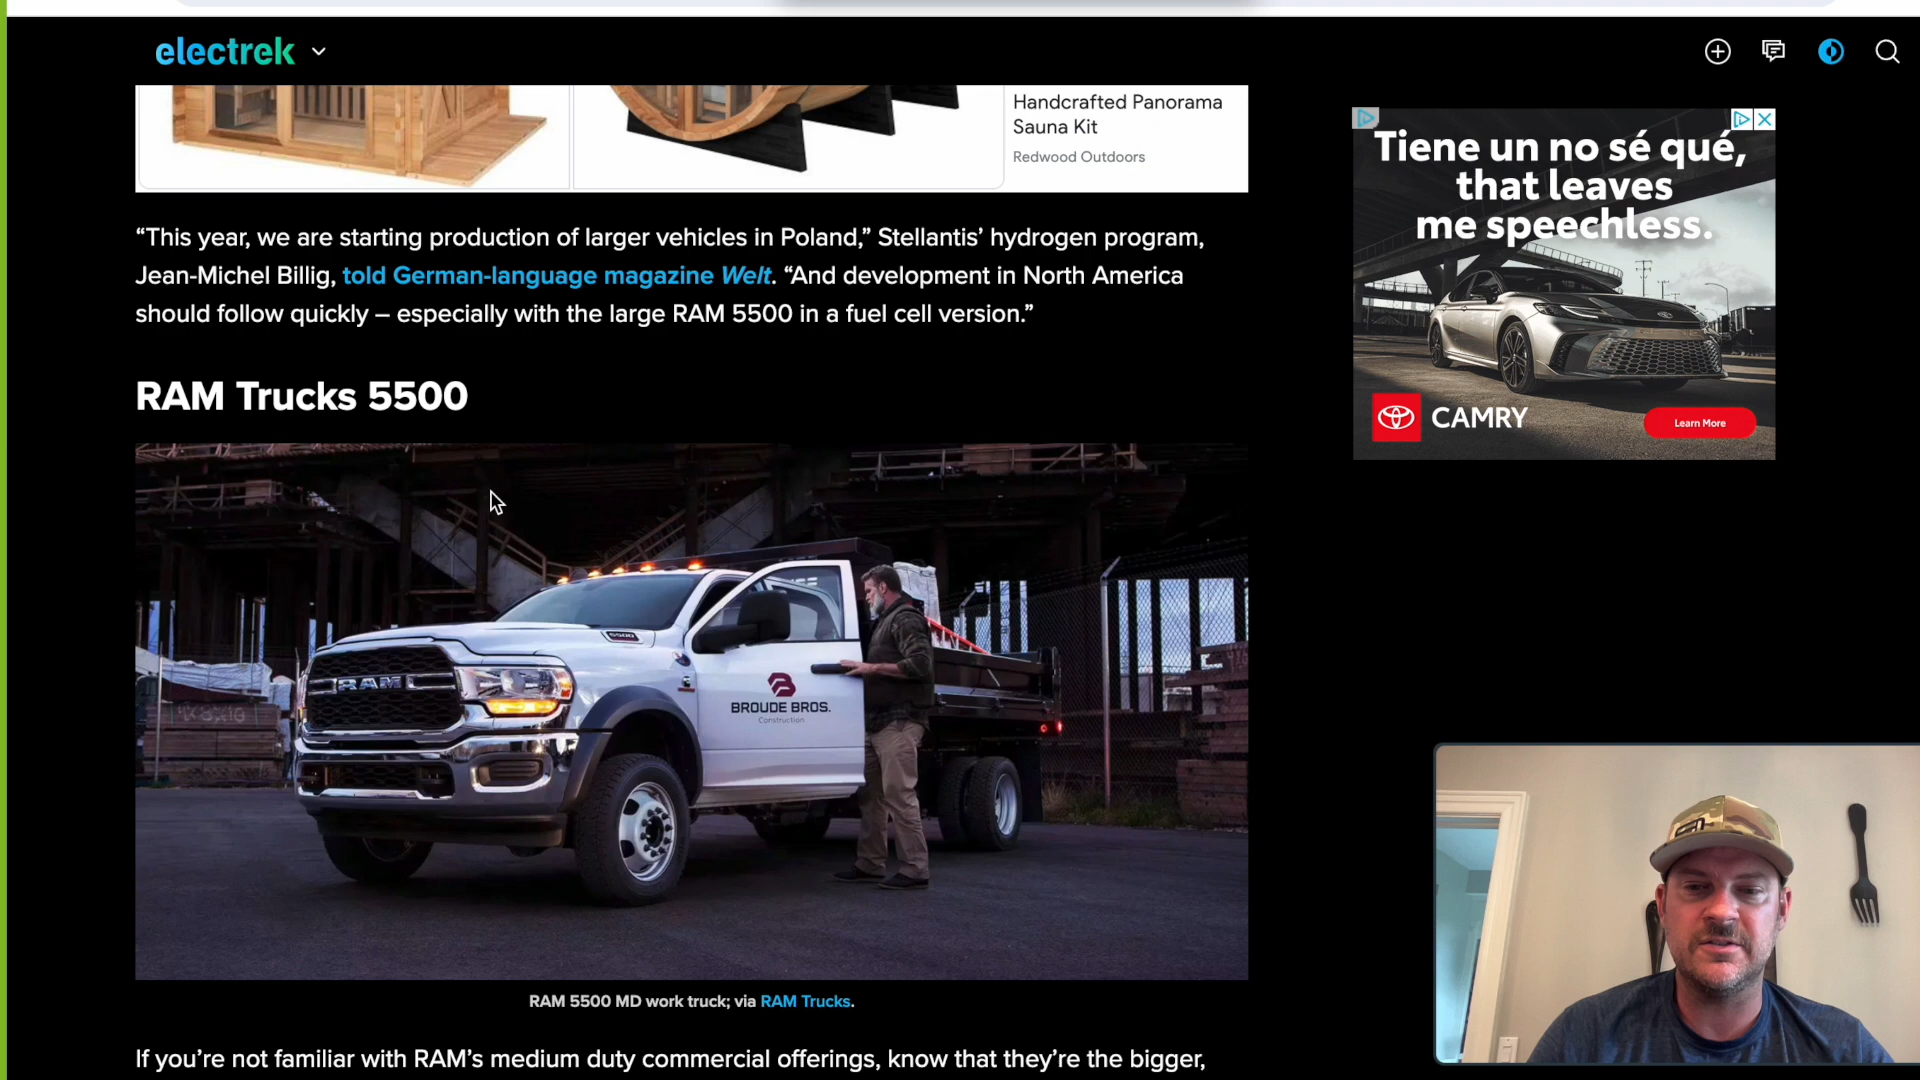 electrek
Handcrafted Panorama
Sauna Kit
Redwood Outdoors
Tiene un no sé qué,
that leaves
me speechless.
CAMRY
Learn More
“This year, we are starting production of larger vehicles in Poland,” Stellantis’ hydrogen program,
Jean-Michel Billig, told German-language magazine Welt. “And development in North America
should follow quickly – especially with the large RAM 5500 in a fuel cell version.”
RAM Trucks 5500
5500
RAM
BROUDE BROS.
Construction
RAM 5500 MD work truck; via RAM Trucks.
If you’re not familiar with RAM’s medium duty commercial offerings, know that they’re the bigger,